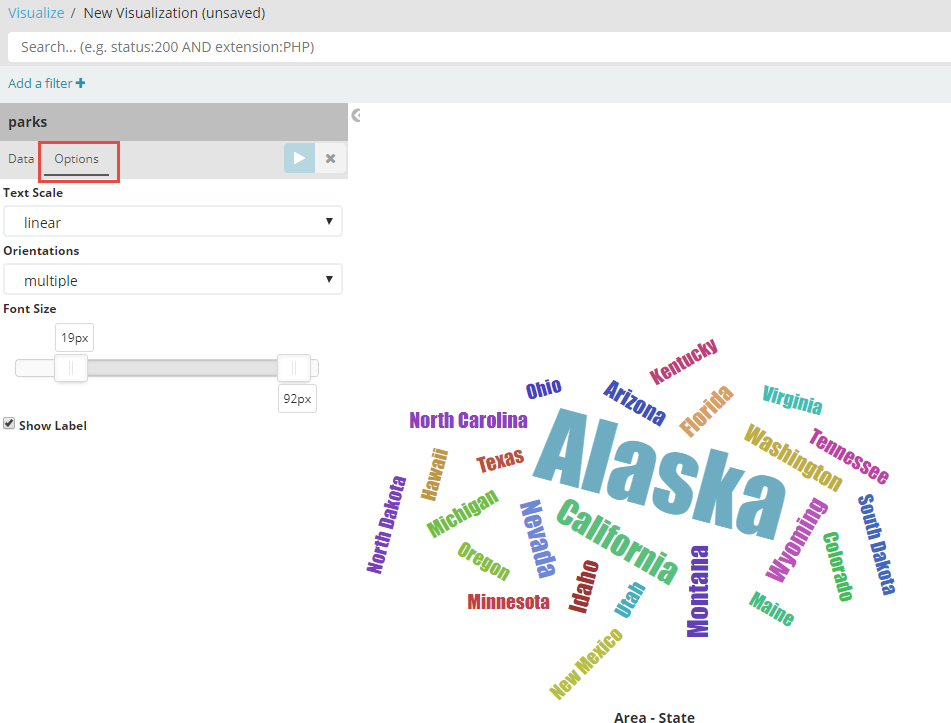 Visualize / New Visualization (unsaved)
Search... (e.g. status:200 AND extension:PHP)
Add a filter +
parks
Data Options
Text Scale
linear
Orientations
multiple
Font Size
19px
92px
Show Label
Kentucky
Ohio
Arizona
Florida
Virginia
North Carolina
Alaska
Washington
Tennessee
Texas
Hawaii
North Dakota
Michigan
Nevada
California
Wyoming
South Dakota
Oregon
Colorado
Idaho
Montana
Minnesota
Utah
Maine
New Mexico
Area - State